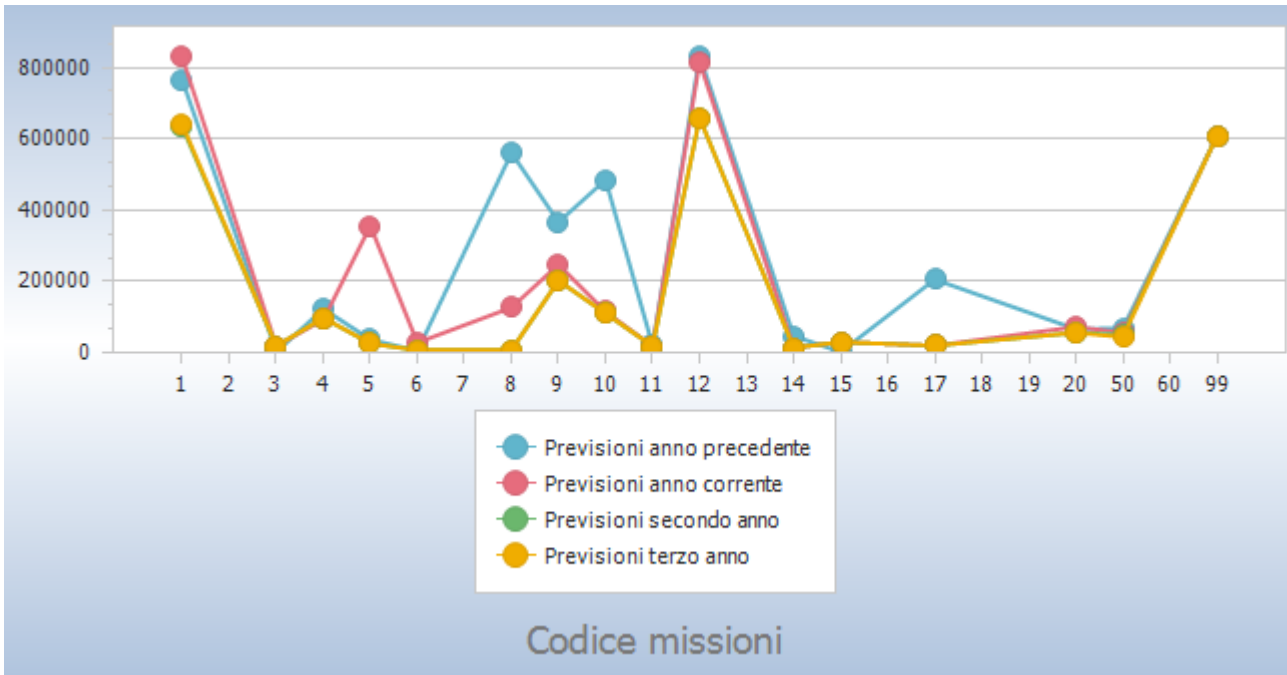 800000
600000
400000
200000
0
1 2 3 4 5 6 7 8 9 10 11 12 13 14 15 16 17 18 19 20 50 60 99
Previsioni anno precedente
Previsioni anno corrente
Previsioni secondo anno
Previsioni terzo anno
Codice missioni